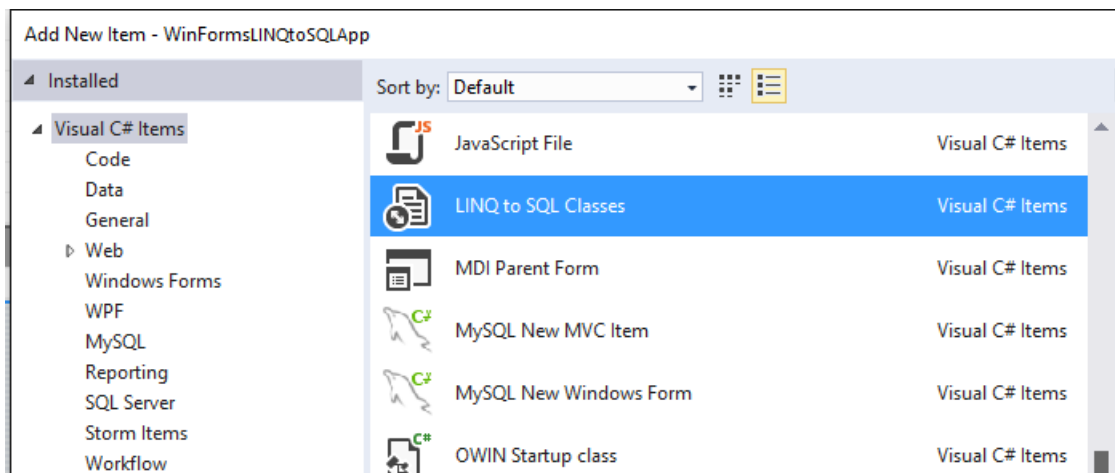 Add New Item - WinFormsLINQtoSQLApp
Installed
Sort by: Default
Visual C# Items
Code
Data
General
Web
Windows Forms
WPF
MySQL
Reporting
SQL Server
Storm Items
Workflow
JS
JavaScript File Visual C# Items
LINQ to SQL Classes Visual C# Items
MDI Parent Form Visual C# Items
C#
MySQL New MVC Item Visual C# Items
C#
MySQL New Windows Form Visual C# Items
C#
OWIN Startup class Visual C# Items